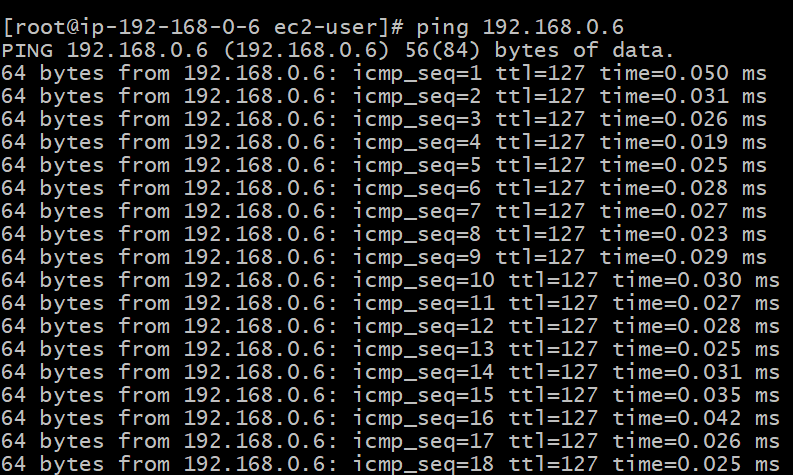 [root@ip-192-168-0-6 ec2-user]# ping 192.168.0.6
PING 192.168.0.6 (192.168.0.6) 56(84) bytes of data.
64 bytes from 192.168.0.6: icmp_seq=1 ttl=127 time=0.050 ms
64 bytes from 192.168.0.6: icmp_seq=2 ttl=127 time=0.031 ms
64 bytes from 192.168.0.6: icmp_seq=3 ttl=127 time=0.026 ms
64 bytes from 192.168.0.6: icmp_seq=4 ttl=127 time=0.019 ms
64 bytes from 192.168.0.6: icmp_seq=5 ttl=127 time=0.025 ms
64 bytes from 192.168.0.6: icmp_seq=6 ttl=127 time=0.028 ms
64 bytes from 192.168.0.6: icmp_seq=7 ttl=127 time=0.027 ms
64 bytes from 192.168.0.6: icmp_seq=8 ttl=127 time=0.023 ms
64 bytes from 192.168.0.6: icmp_seq=9 ttl=127 time=0.029 ms
64 bytes from 192.168.0.6: icmp_seq=10 ttl=127 time=0.030 ms
64 bytes from 192.168.0.6: icmp_seq=11 ttl=127 time=0.027 ms
64 bytes from 192.168.0.6: icmp_seq=12 ttl=127 time=0.028 ms
64 bytes from 192.168.0.6: icmp_seq=13 ttl=127 time=0.025 ms
64 bytes from 192.168.0.6: icmp_seq=14 ttl=127 time=0.031 ms
64 bytes from 192.168.0.6: icmp_seq=15 ttl=127 time=0.035 ms
64 bytes from 192.168.0.6: icmp_seq=16 ttl=127 time=0.042 ms
64 bytes from 192.168.0.6: icmp_seq=17 ttl=127 time=0.026 ms
64 bytes from 192.168.0.6: icmp_seq=18 ttl=127 time=0.025 ms